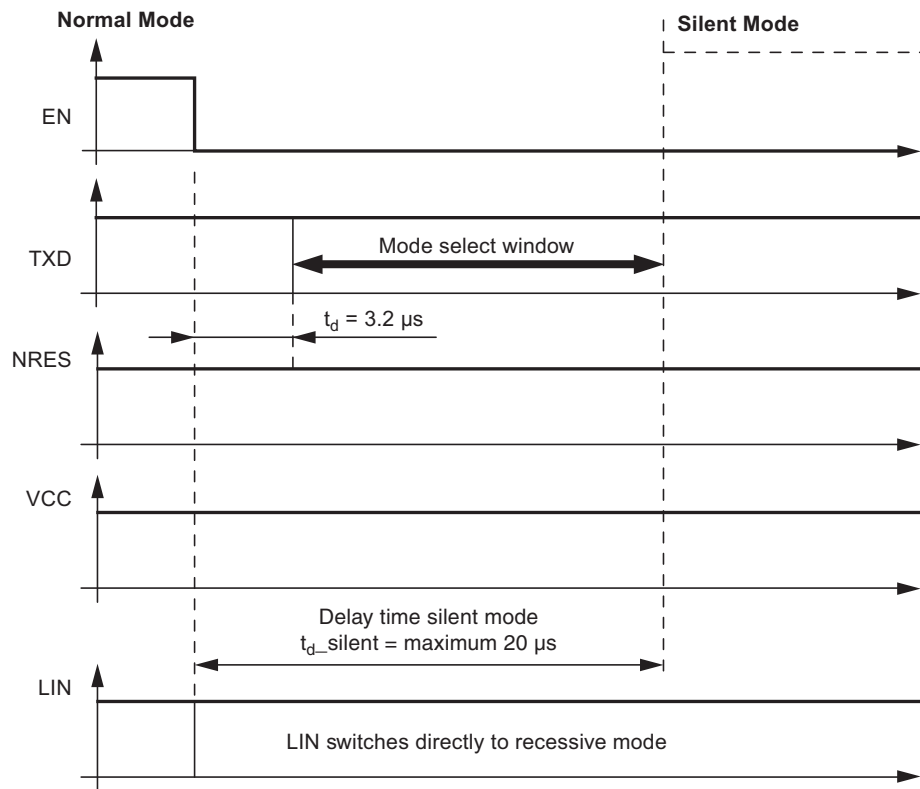 Normal Mode
Silent Mode
EN
TXD
Mode select window
t_d = 3.2 µs
NRES
VCC
Delay time silent mode
t_d_silent = maximum 20 µs
LIN
LIN switches directly to recessive mode